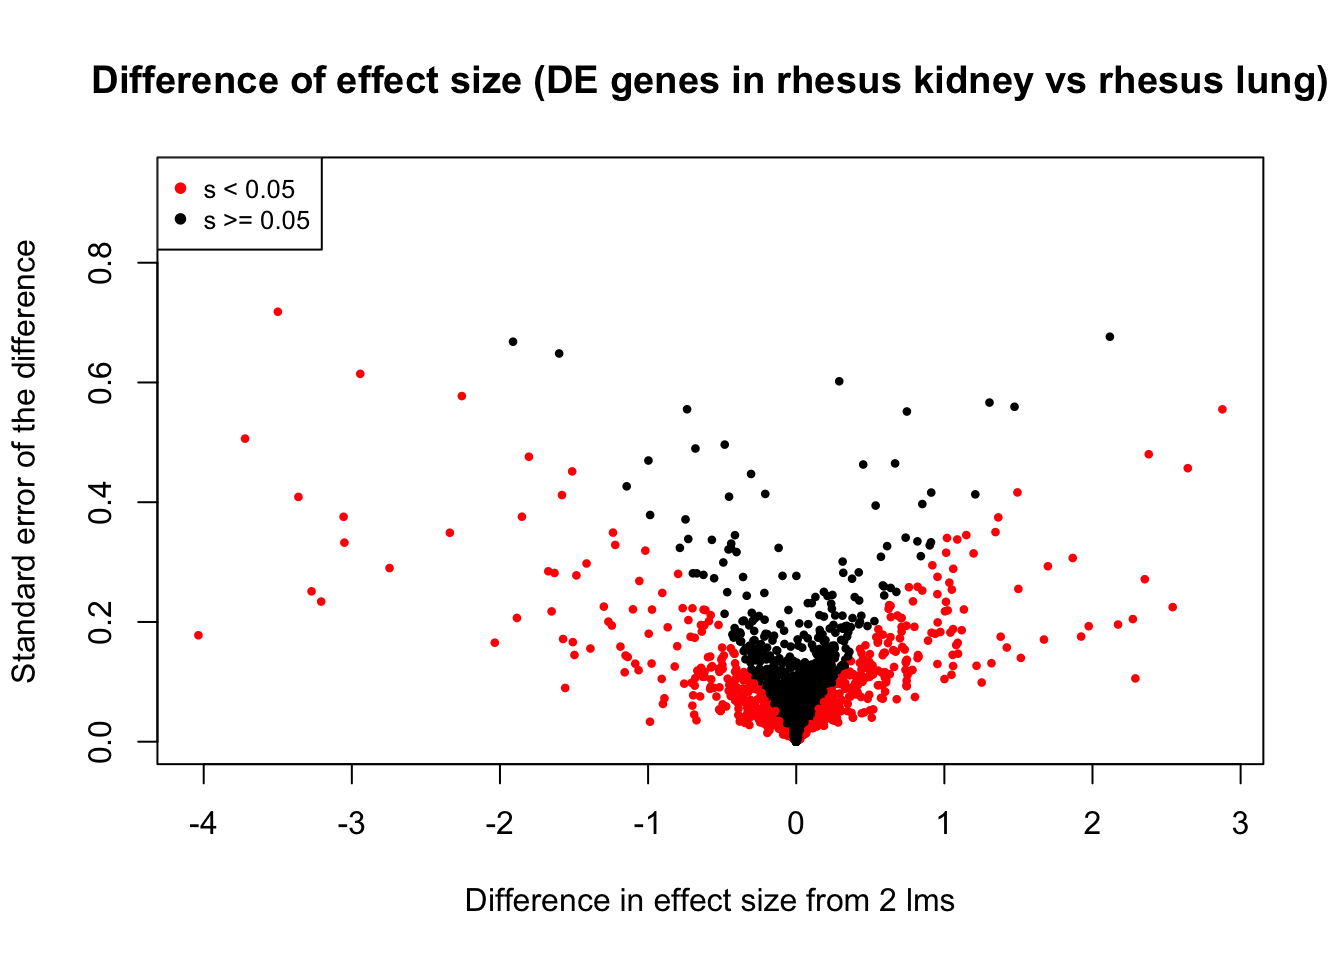 Difference of effect size (DE genes in rhesus kidney vs rhesus lung)
s < 0.05
s >= 0.05
Standard error of the difference
0.8
0.6
0.4
0.2
0.0
-4 -3 -2 -1 0 1 2 3
Difference in effect size from 2 lms